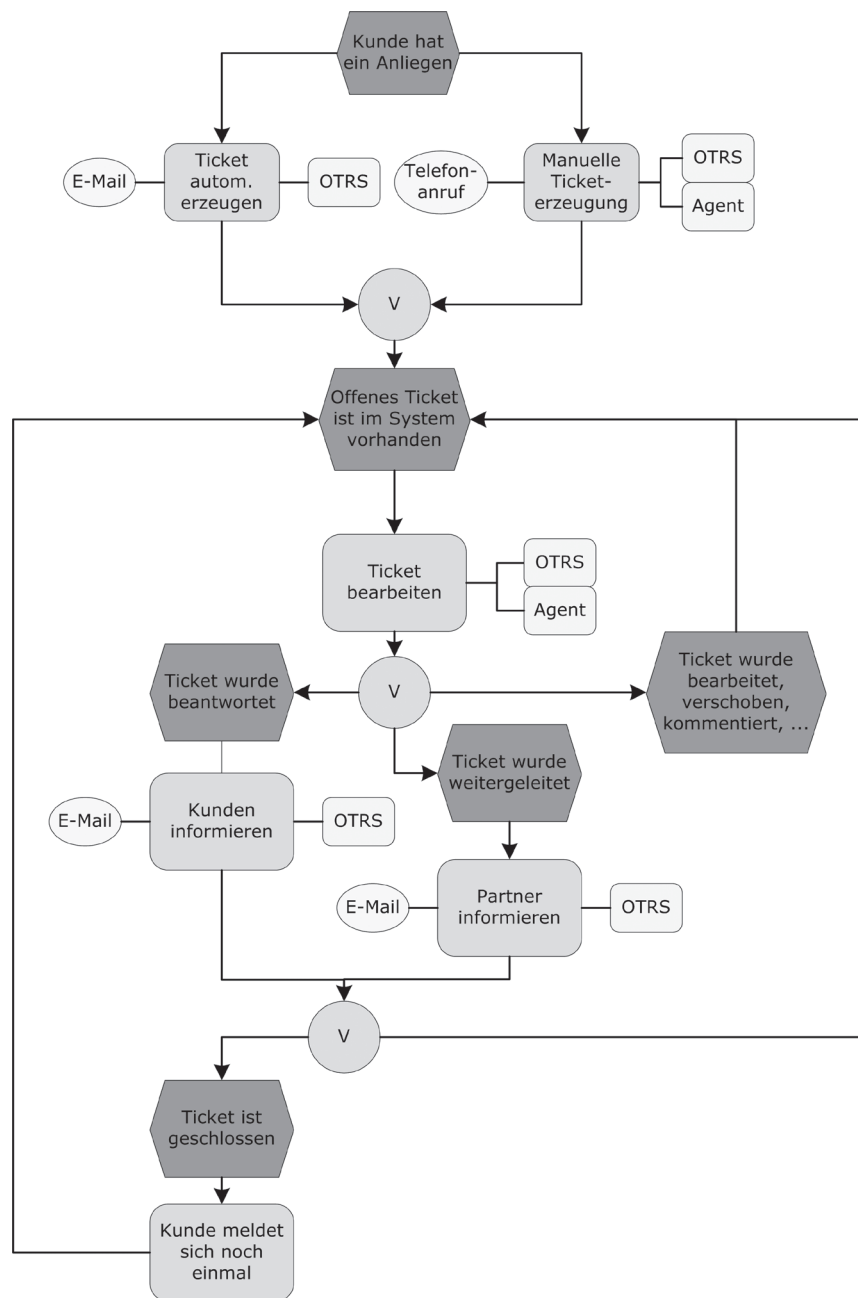 Kunde hat
ein Anliegen
E-Mail
Ticket
autom.
erzeugen
OTRS
Telefon-
anruf
Manuelle
Ticket-
erzeugung
OTRS
Agent
V
Offenes Ticket
ist im System
vorhanden
Ticket
bearbeiten
OTRS
Agent
Ticket wurde
beantwortet
V
Ticket wurde
bearbeitet,
verschoben,
kommentiert, ...
Ticket wurde
weitergeleitet
E-Mail
Kunden
informieren
OTRS
E-Mail
Partner
informieren
OTRS
V
Ticket ist
geschlossen
Kunde meldet
sich noch
einmal